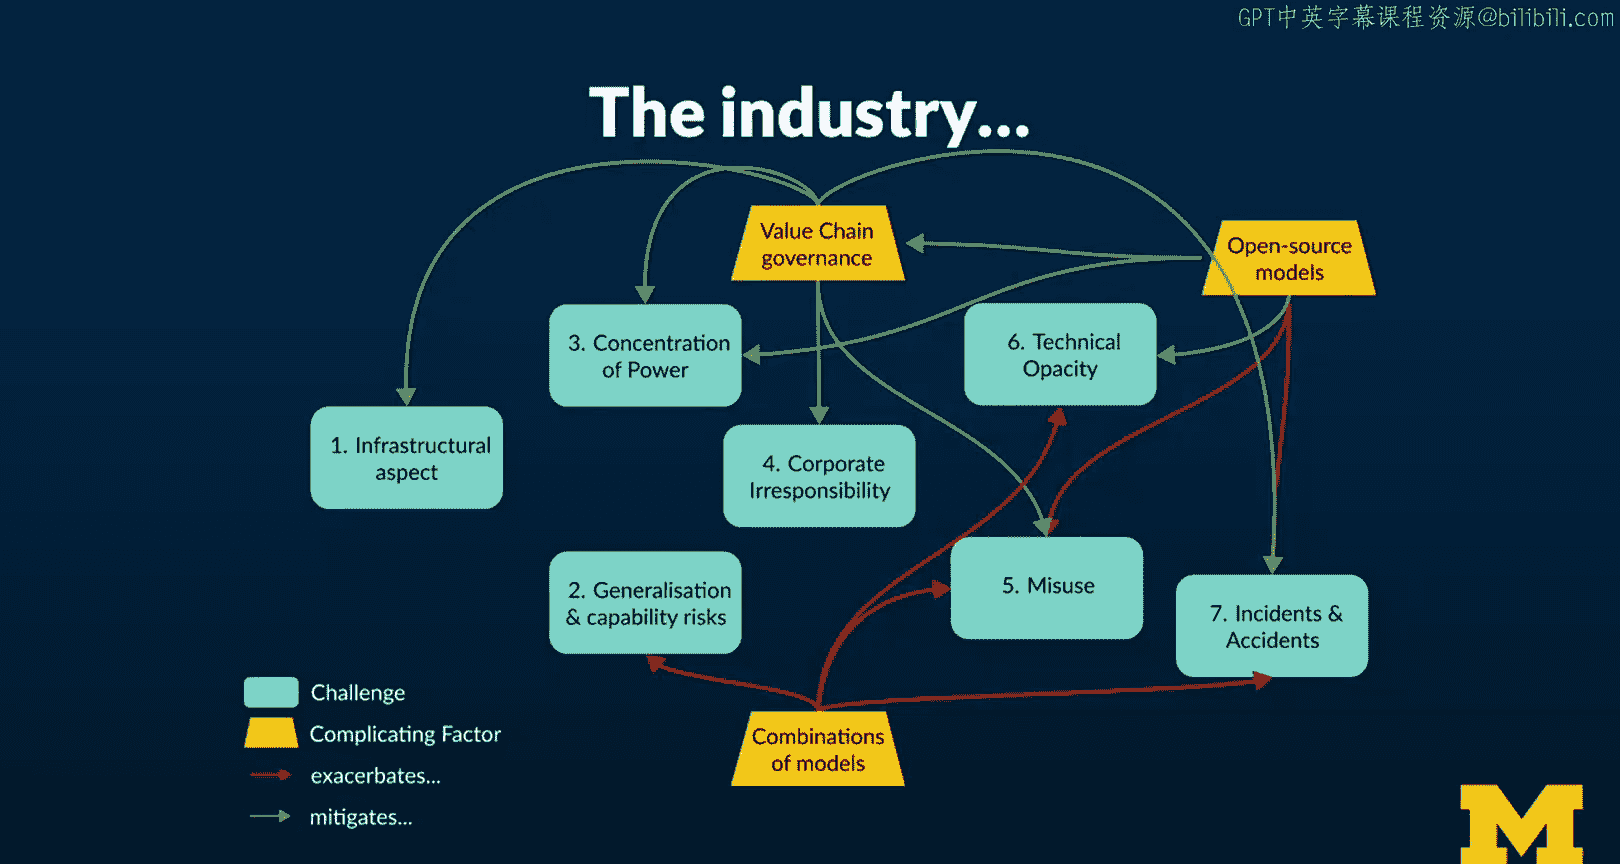 GPT中英字幕课程资源@bilibili.com
The industry...
Value Chain
governance
Open-source
models
3. Concentration
of Power
6. Technical
Opacity
1. Infrastructural
aspect
4. Corporate
Irresponsibility
2. Generalisation
& capability risks
5. Misuse
7. Incidents &
Accidents
Combinations
of models
Challenge
Complicating Factor
exacerbates...
mitigates...
M